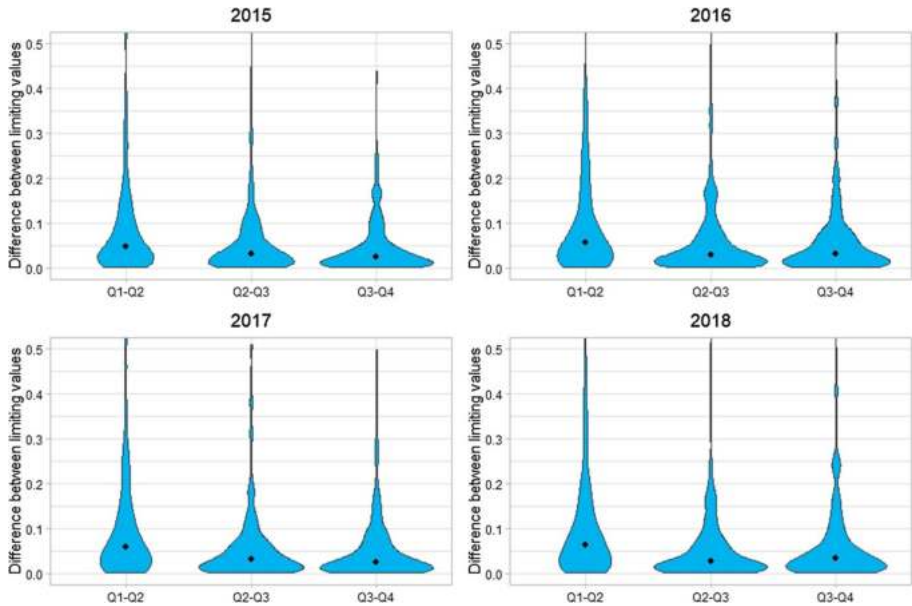 2015
2016
Difference between limiting values
0.5
0.4
0.3
0.2
0.1
0.0
Q1-Q2
Q2-Q3
Q3-Q4
Difference between limiting values
0.5
0.4
0.3
0.2
0.1
0.0
Q1-Q2
Q2-Q3
Q3-Q4
2017
2018
Difference between limiting values
0.5
0.4
0.3
0.2
0.1
0.0
Q1-Q2
Q2-Q3
Q3-Q4
Difference between limiting values
0.5
0.4
0.3
0.2
0.1
0.0
Q1-Q2
Q2-Q3
Q3-Q4